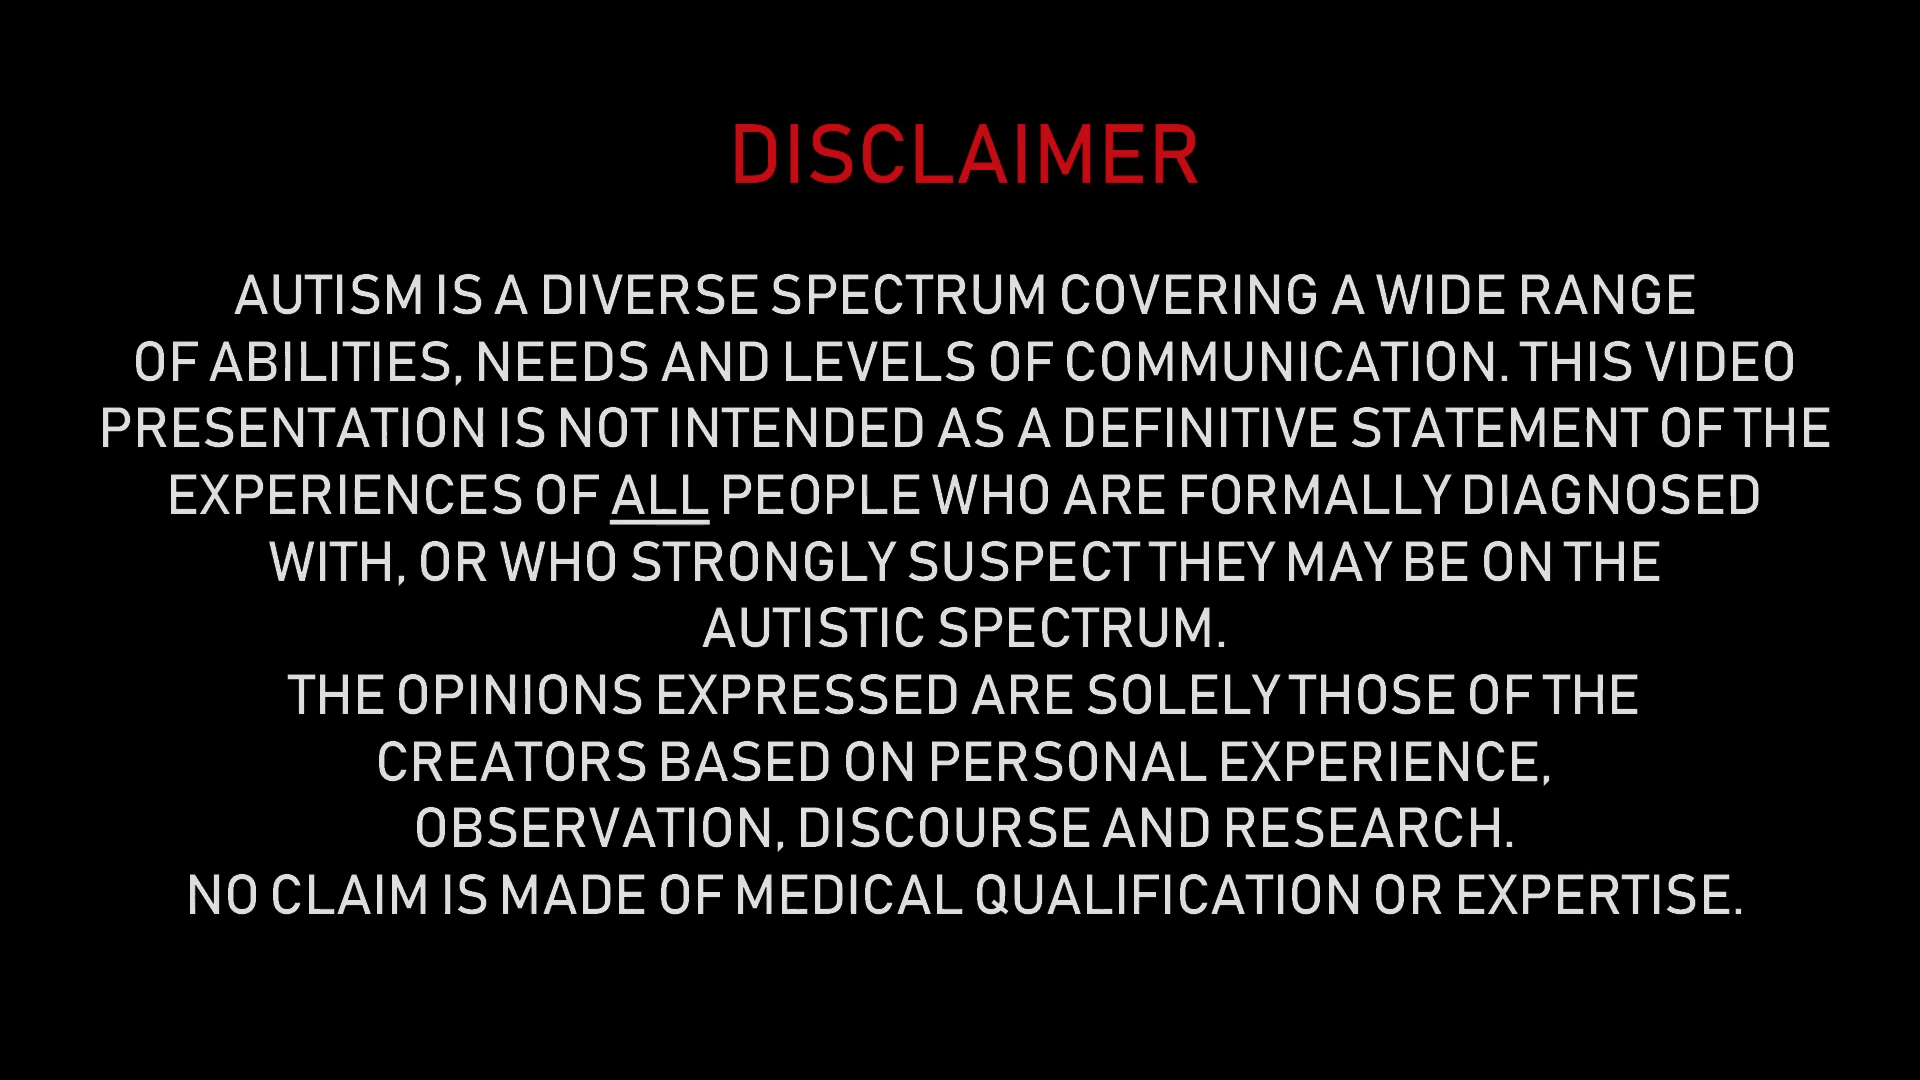 DISCLAIMER
AUTISM IS A DIVERSE SPECTRUM COVERING A WIDE RANGE
OF ABILITIES, NEEDS AND LEVELS OF COMMUNICATION. THIS VIDEO
PRESENTATION IS NOT INTENDED AS A DEFINITIVE STATEMENT OF THE
EXPERIENCES OF ALL PEOPLE WHO ARE FORMALLY DIAGNOSED
WITH, OR WHO STRONGLY SUSPECT THEY MAY BE ON THE
AUTISTIC SPECTRUM.
THE OPINIONS EXPRESSED ARE SOLELY THOSE OF THE
CREATORS BASED ON PERSONAL EXPERIENCE,
OBSERVATION, DISCOURSE AND RESEARCH.
NO CLAIM IS MADE OF MEDICAL QUALIFICATION OR EXPERTISE.